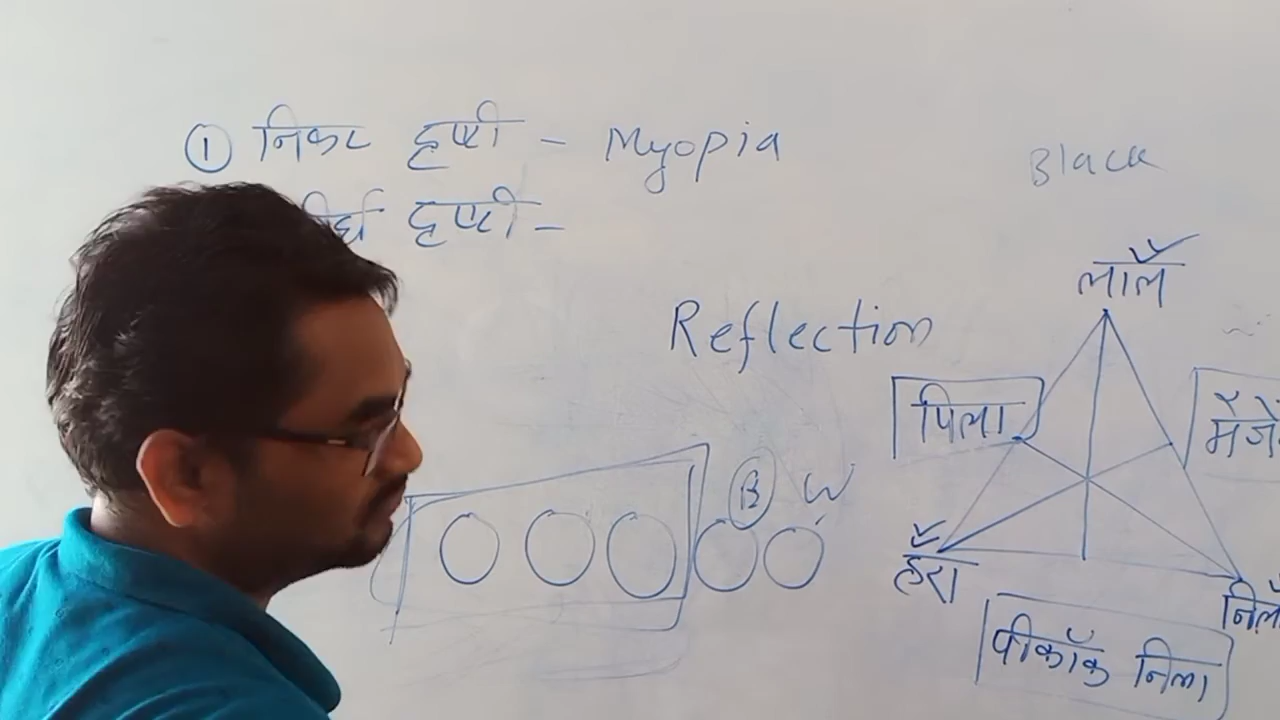 ① निकट दृष्टी - Myopia
र्घ दृष्टी -
Black
लाल
Reflection
पिला
मॅजें
B W
हरा
निल
पीकॉक निला